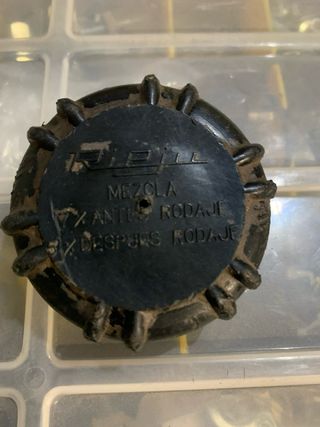 Rieju
MEZCLA
% ANTES RODAJE
% DESPUES RODAJE